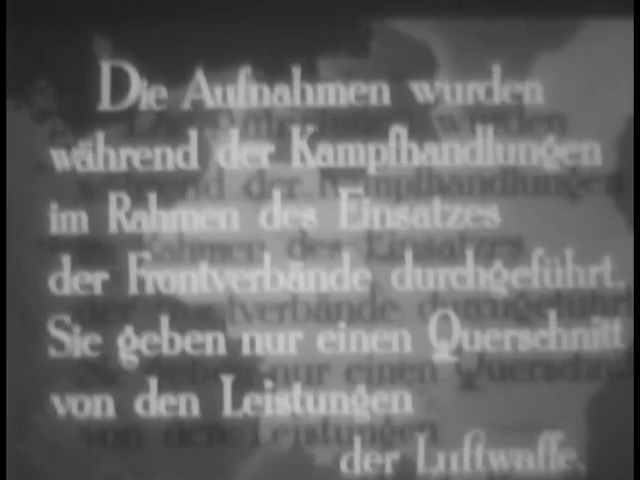 Die Aufnahmen wurden
während der Kampfhandlungen
im Rahmen des Einsatzes
der Frontverbände durchgeführt.
Sie geben nur einen Querschnitt
von den Leistungen
der Luftwaffe.